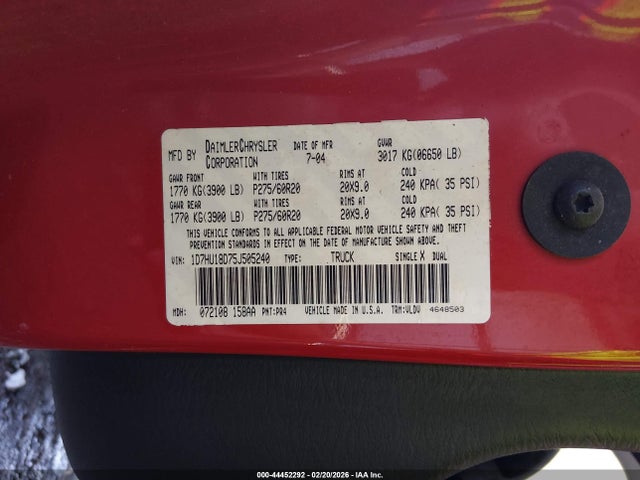 MFD BY DAIMLERCHRYSLER CORPORATION DATE OF MFR 7-04 GVWR 3017 KG(06650 LB)
GAWR FRONT WITH TIRES RIMS AT COLD
1770 KG(3900 LB) P275/60R20 20X9.0 240 KPA( 35 PSI)
GAWR REAR WITH TIRES RIMS AT COLD
1770 KG(3900 LB) P275/60R20 20X9.0 240 KPA( 35 PSI)
THIS VEHICLE CONFORMS TO ALL APPLICABLE FEDERAL MOTOR VEHICLE SAFETY AND THEFT
PREVENTION STANDARDS IN EFFECT ON THE DATE OF MANUFACTURE SHOWN ABOVE.
VIN: 1D7HU18D75J505240 TYPE: TRUCK SINGLE X DUAL
MDH: 072108 158AA PNT:PR4 VEHICLE MADE IN U.S.A. TRM:VLDV 4648503
000-44452292 - 02/20/2026 - IAA Inc.